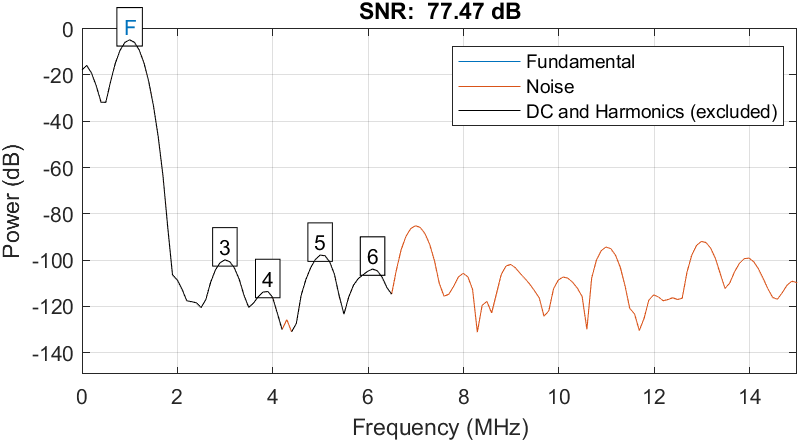 SNR: 77.47 dB
F
3
4
5
6
Fundamental
Noise
DC and Harmonics (excluded)
Power (dB)
0
-20
-40
-60
-80
-100
-120
-140
0 2 4 6 8 10 12 14
Frequency (MHz)